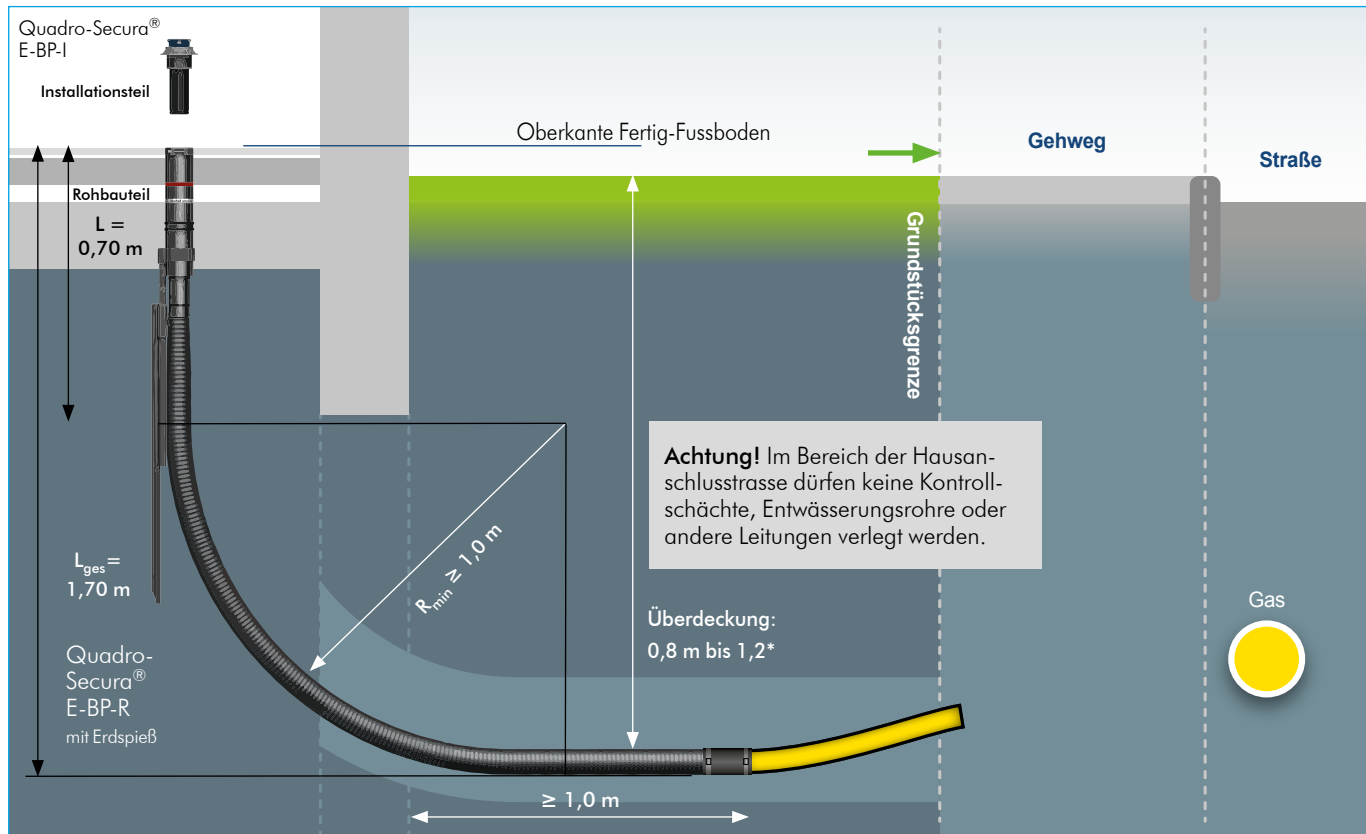 Quadro-Secura®
E-BP-I
Installationsteil
Oberkante Fertig-Fussboden
Gehweg
Straße
Rohbauteil
L =
0,70 m
Grundstücksgrenze
Achtung! Im Bereich der Hausan-
schlusstrasse dürfen keine Kontroll-
schächte, Entwässerungsrohre oder
andere Leitungen verlegt werden.
Rmin ≥ 1,0 m
Lges=
1,70 m
Überdeckung:
0,8 m bis 1,2*
Gas
Quadro-
Secura®
E-BP-R
mit Erdspieß
≥ 1,0 m